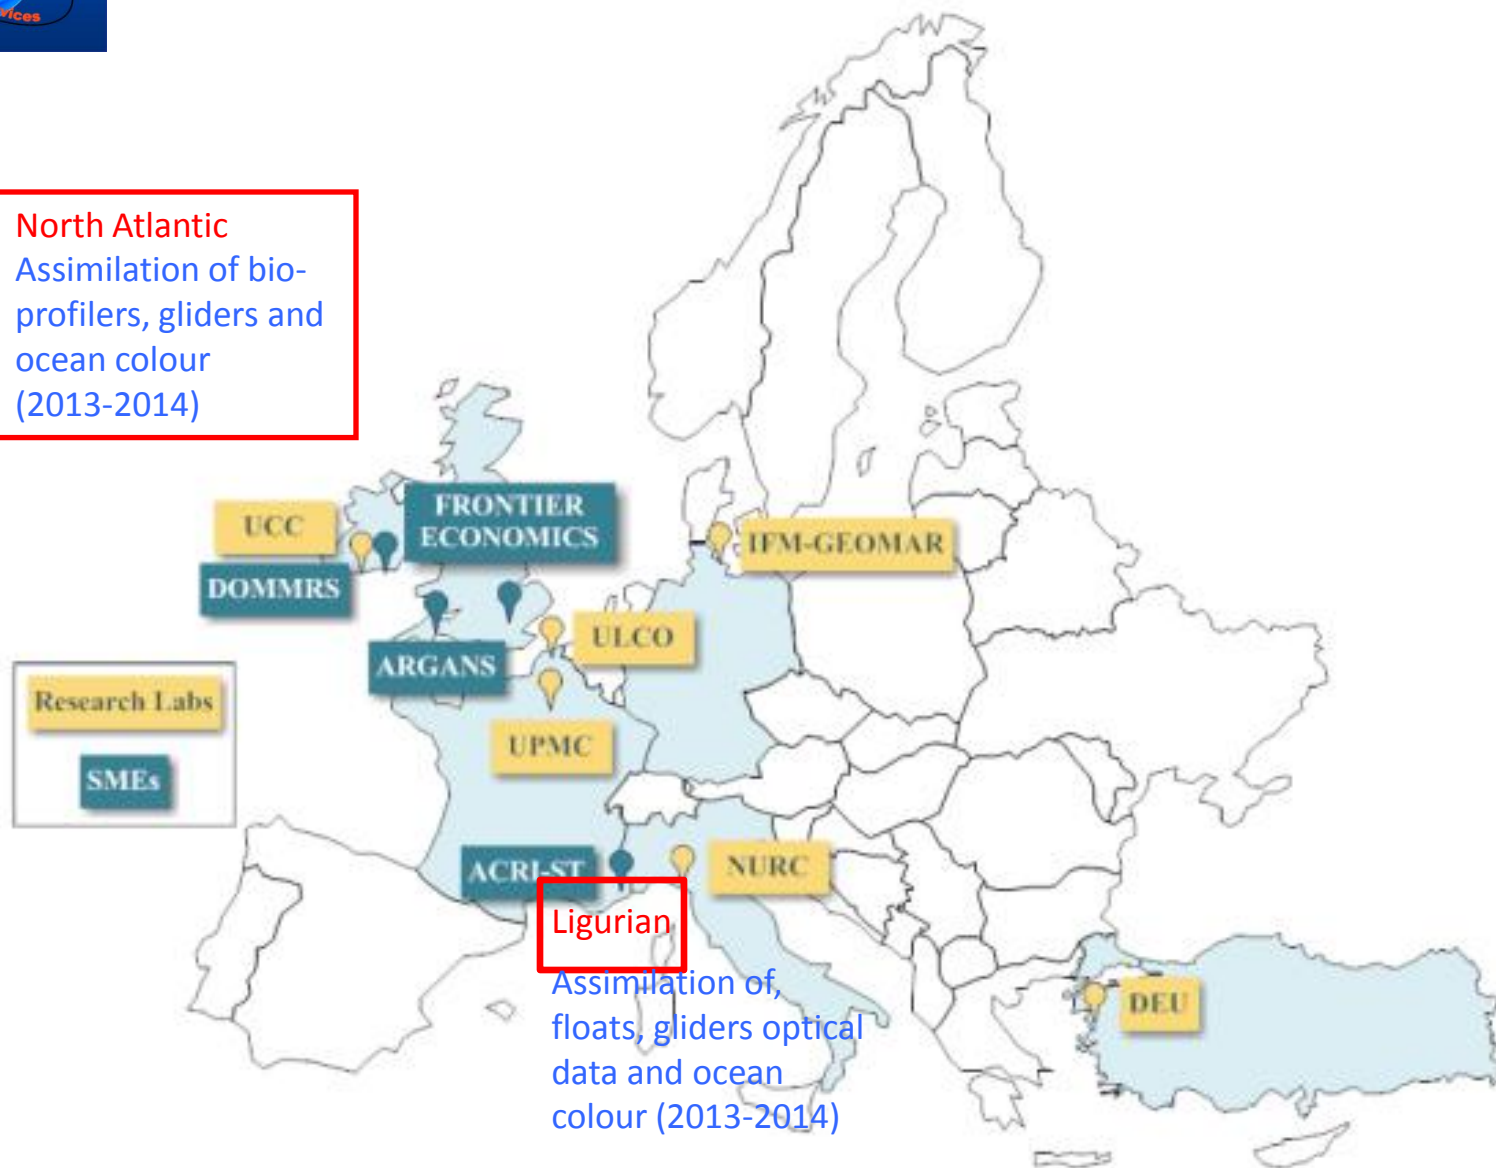 vices
North Atlantic
Assimilation of bio-
profilers, gliders and
ocean colour
(2013-2014)
UCC
FRONTIER
ECONOMICS
IFM-GEOMAR
DOMMRS
ULCO
ARGANS
Research Labs
UPMC
SMEs
ACRI-ST
NURC
Ligurian
Assimilation of,
floats, gliders optical
data and ocean
colour (2013-2014)
DEU